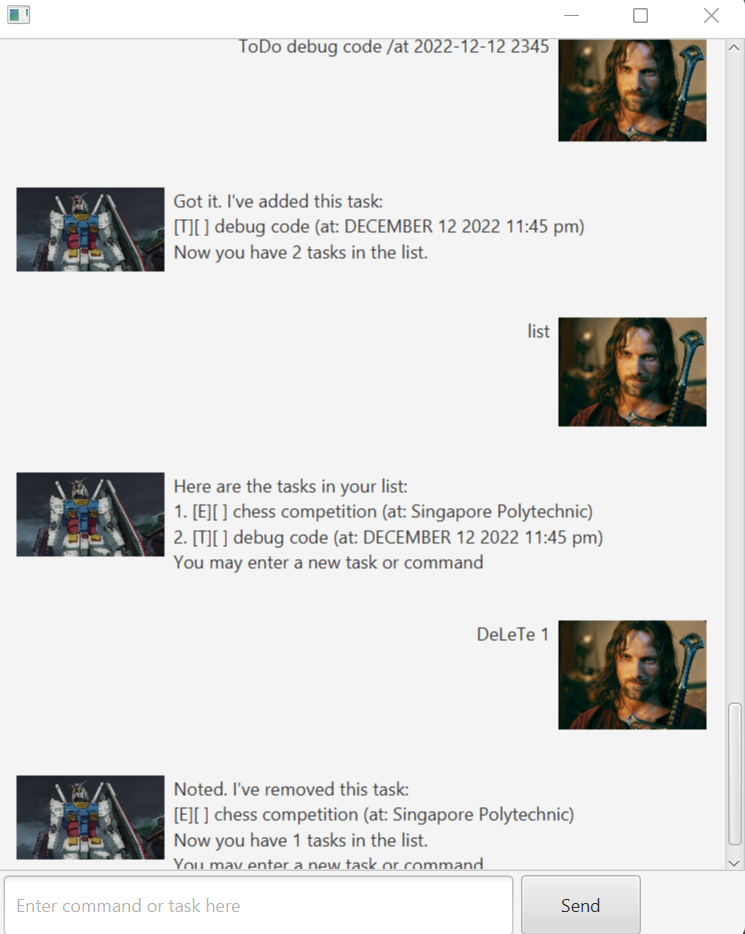 ToDo debug code /at 2022-12-12 2345
Got it. I've added this task:
[T][ ] debug code (at: DECEMBER 12 2022 11:45 pm)
Now you have 2 tasks in the list.
list
Here are the tasks in your list:
1. [E][ ] chess competition (at: Singapore Polytechnic)
2. [T][ ] debug code (at: DECEMBER 12 2022 11:45 pm)
You may enter a new task or command
DeLeTe 1
Noted. I've removed this task:
[E][ ] chess competition (at: Singapore Polytechnic)
Now you have 1 tasks in the list.
You may enter a new task or command
Enter command or task here
Send